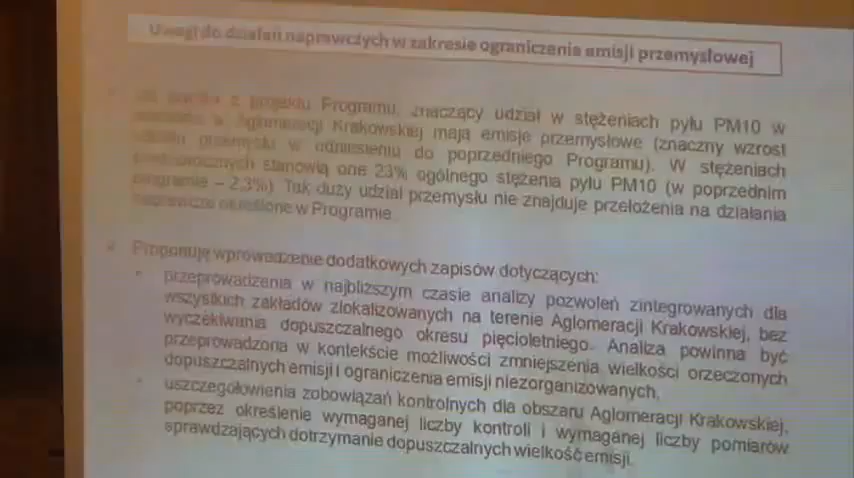 Uwagi do działań naprawczych w zakresie ograniczenia emisji przemysłowej
z projektu Programu, znaczący udział w stężeniach pyłu PM10 w
w Aglomeracji Krakowskiej mają emisje przemysłowe (znaczny wzrost
udziału przemysłu w odniesieniu do poprzedniego Programu). W stężeniach
stanowią one 23% ogólnego stężenia pyłu PM10 (w poprzednim
programie – 2,3%). Tak duży udział przemysłu nie znajduje przełożenia na działania
naprawcze określone w Programie.
Proponuję wprowadzenie dodatkowych zapisów dotyczących:
przeprowadzenia w najbliższym czasie analizy pozwoleń zintegrowanych dla
wszystkich zakładów zlokalizowanych na terenie Aglomeracji Krakowskiej, bez
wyczekiwania dopuszczalnego okresu pięcioletniego. Analiza powinna być
przeprowadzona w kontekście możliwości zmniejszenia wielkości orzeczonych
dopuszczalnych emisji i ograniczenia emisji niezorganizowanych,
uszczegółowienia zobowiązań kontrolnych dla obszaru Aglomeracji Krakowskiej,
poprzez określenie wymaganej liczby kontroli i wymaganej liczby pomiarów
sprawdzających dotrzymanie dopuszczalnych wielkość emisji.